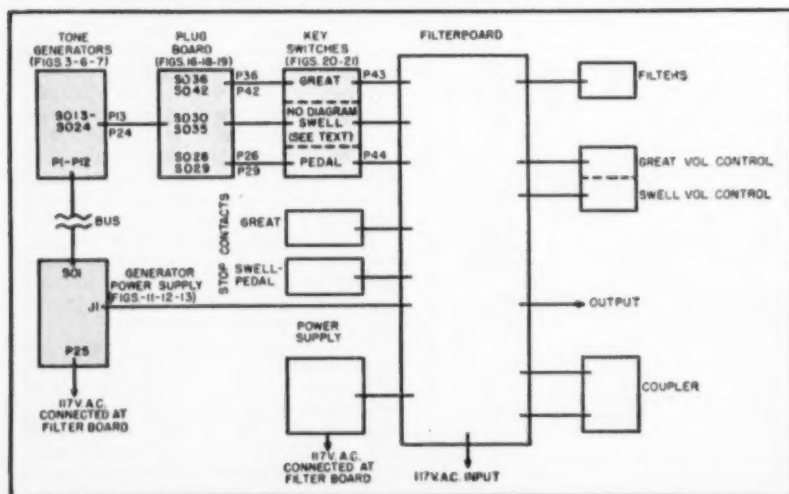 TONE
GENERATORS
(FIGS.3-6-7)
PLUG
BOARD
(FIGS.16-18-19)
KEY
SWITCHES
(FIGS. 20-21)
FILTERBOARD
SO36
SO42
P36
P42
GREAT
P43
FILTERS
SO13-
SO24
P13
P24
SO30
SO35
NO DIAGRAM
SWELL
(SEE TEXT)
P1-P12
SO26
SO29
P26
P29
PEDAL
P44
GREAT VOL CONTROL
SWELL VOL CONTROL
BUS
STOP CONTACTS
GREAT
SWELL-
PEDAL
SO1
GENERATOR
POWER SUPPLY
(FIGS.-11-12-13)
J1
OUTPUT
POWER
SUPPLY
P25
COUPLER
117V.A.C.
CONNECTED AT
FILTER BOARD
117V.A.C.
CONNECTED AT
FILTER BOARD
117V.A.C. INPUT